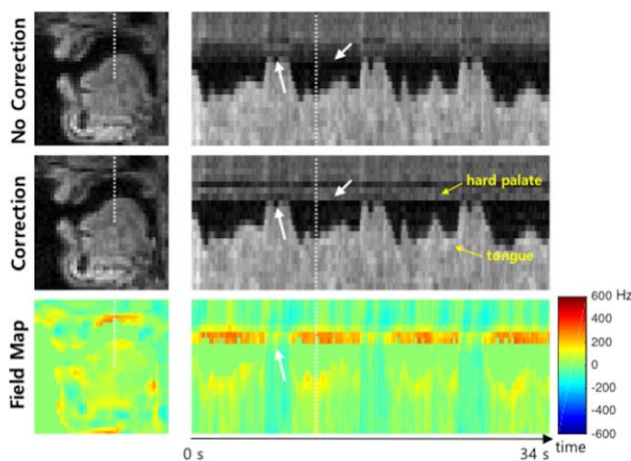 No Correction
Correction
hard palate
tongue
Field Map
600 Hz
400
200
0
-200
-400
-600
0 s
34 s
time